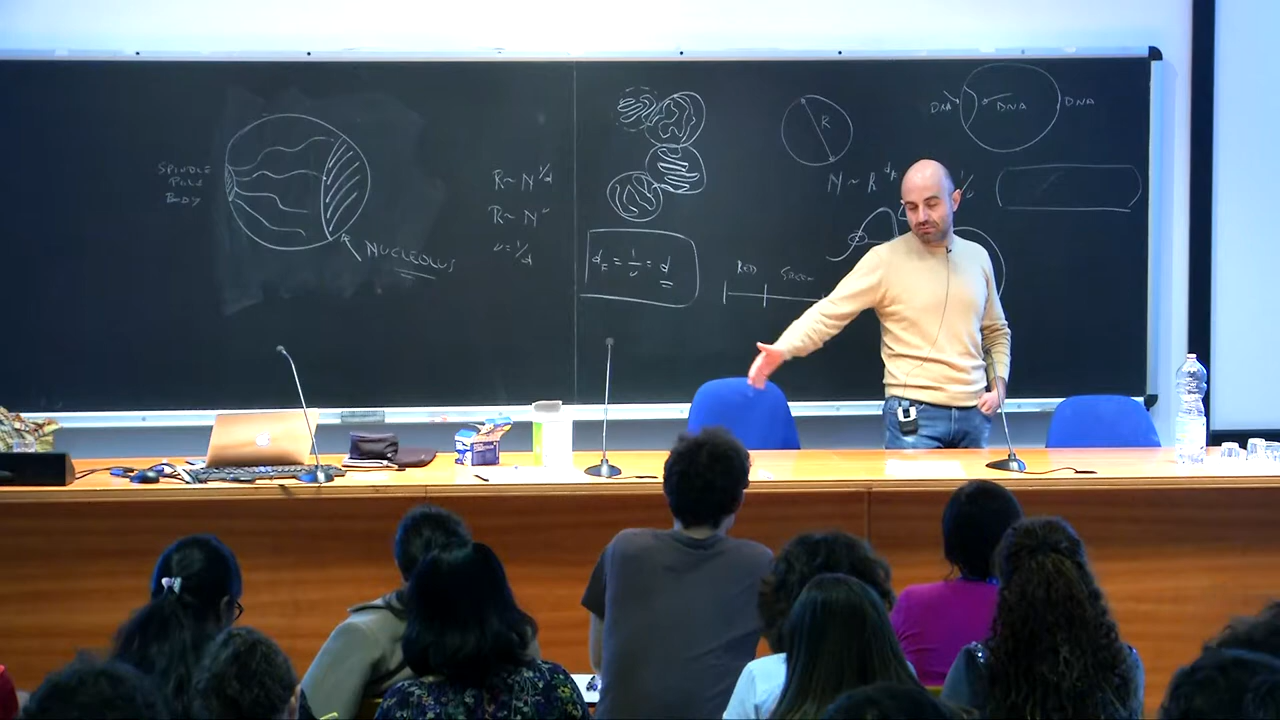 SPINDLE
POLE
BODY
NUCLEOLUS
R ~ N^1/d
R ~ N^ν
ν = 1/d
d_F = 1/ν = d
R
N ~ R^d_F
RED GREEN
DNA DNA DNA